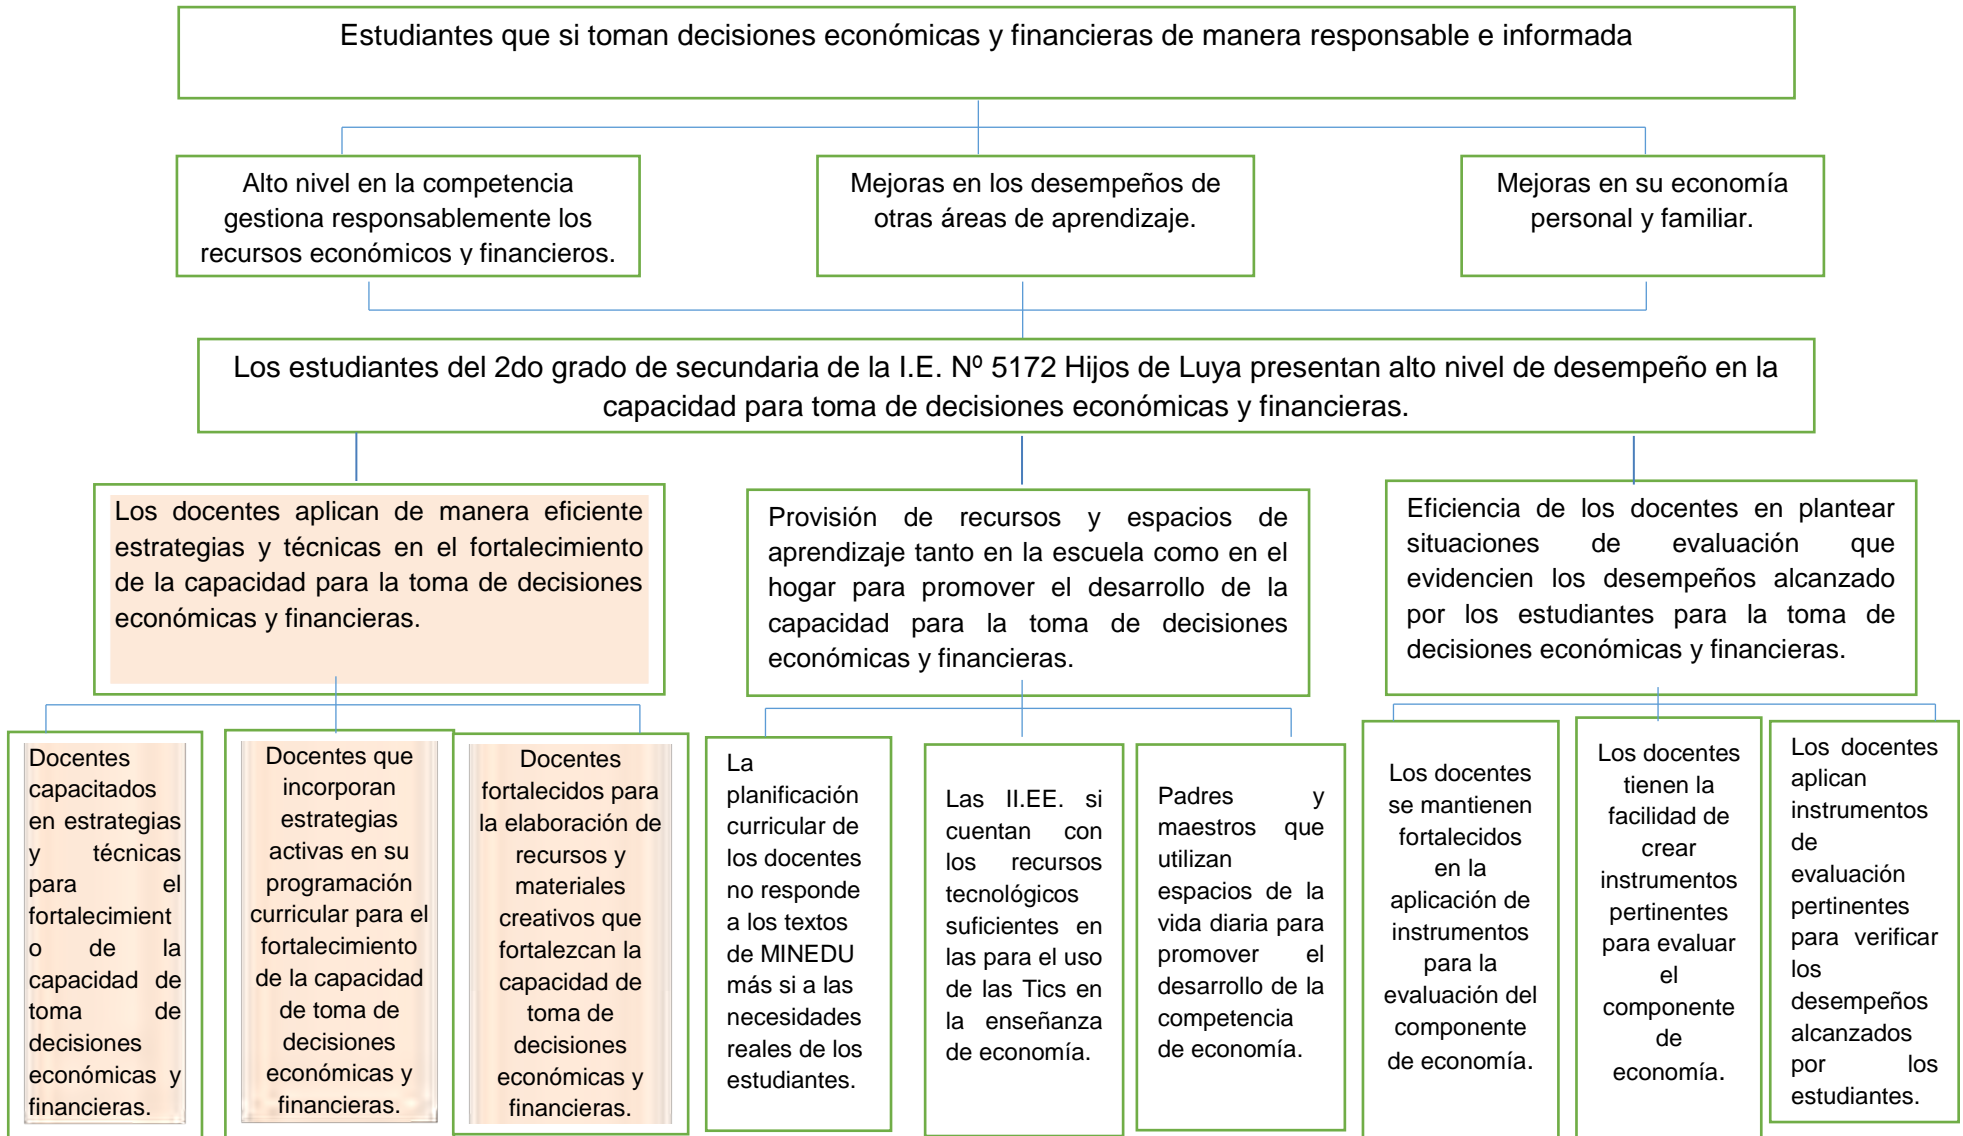 Estudiantes que si toman decisiones económicas y financieras de manera responsable e informada
Alto nivel en la competencia
gestiona responsablemente los
recursos económicos y financieros.
Mejoras en los desempeños de
otras áreas de aprendizaje.
Mejoras en su economía
personal y familiar.
Los estudiantes del 2do grado de secundaria de la I.E. Nº 5172 Hijos de Luya presentan alto nivel de desempeño en la
capacidad para toma de decisiones económicas y financieras.
Los docentes aplican de manera eficiente
estrategias y técnicas en el fortalecimiento
de la capacidad para la toma de decisiones
económicas y financieras.
Provisión de recursos y espacios de
aprendizaje tanto en la escuela como en el
hogar para promover el desarrollo de la
capacidad para la toma de decisiones
económicas y financieras.
Eficiencia de los docentes en plantear
situaciones de evaluación que
evidencien los desempeños alcanzado
por los estudiantes para la toma de
decisiones económicas y financieras.
Docentes
capacitados
en estrategias
y técnicas
para el
fortalecimient
o de la
capacidad de
toma de
decisiones
económicas y
financieras.
Docentes que
incorporan
estrategias
activas en su
programación
curricular para el
fortalecimiento
de la capacidad
de toma de
decisiones
económicas y
financieras.
Docentes
fortalecidos para
la elaboración de
recursos y
materiales
creativos que
fortalezcan la
capacidad de
toma de
decisiones
económicas y
financieras.
La
planificación
curricular de
los docentes
no responde
a los textos
de MINEDU
más si a las
necesidades
reales de los
estudiantes.
Las II.EE. si
cuentan con
los recursos
tecnológicos
suficientes en
las para el uso
de las Tics en
la enseñanza
de economía.
Padres y
maestros que
utilizan
espacios de la
vida diaria para
promover el
desarrollo de la
competencia
de economía.
Los docentes
se mantienen
fortalecidos
en la
aplicación de
instrumentos
para la
evaluación del
componente
de economía.
Los docentes
tienen la
facilidad de
crear
instrumentos
pertinentes
para evaluar
el
componente
de
economía.
Los docentes
aplican
instrumentos
de
evaluación
pertinentes
para verificar
los
desempeños
alcanzados
por los
estudiantes.